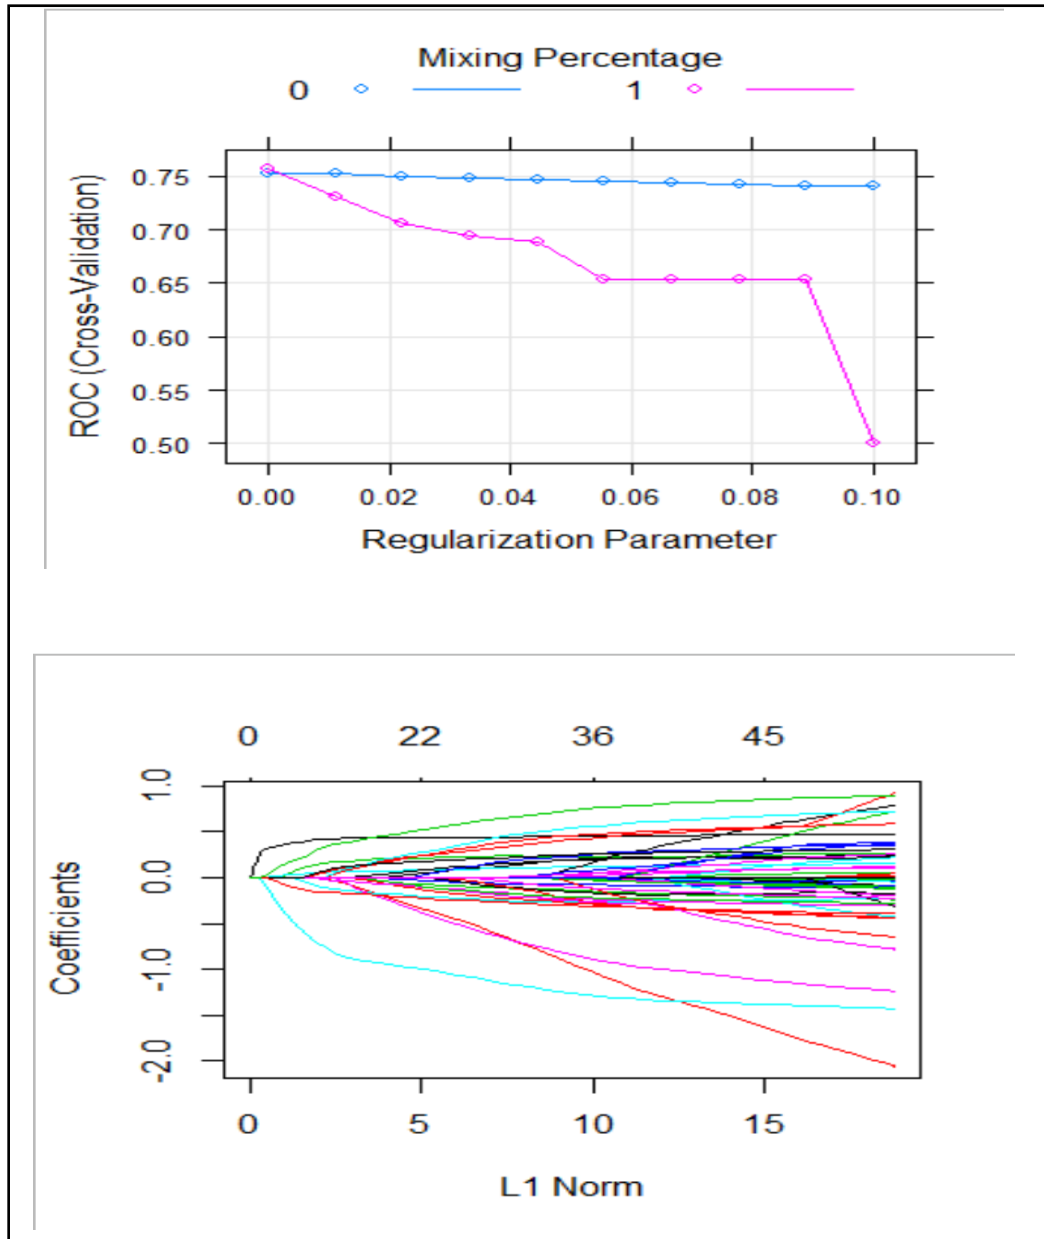 Mixing Percentage
0 1
ROC (Cross-Validation)
0.75
0.70
0.65
0.60
0.55
0.50
0.00 0.02 0.04 0.06 0.08 0.10
Regularization Parameter
0 22 36 45
Coefficients
1.0
0.0
-1.0
-2.0
0 5 10 15
L1 Norm